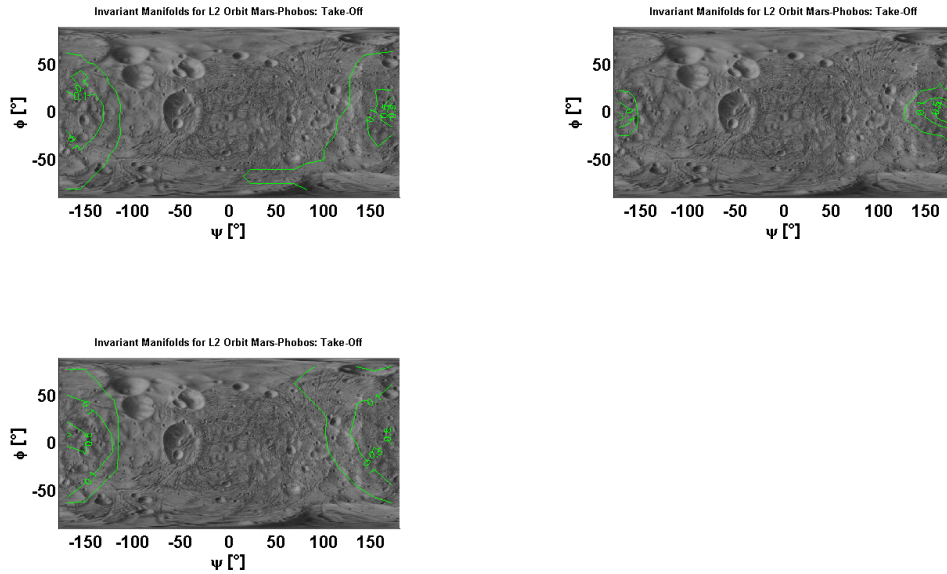 Invariant Manifolds for L2 Orbit Mars-Phobos: Take-Off
50
0
-50
ϕ [°]
-150 -100 -50 0 50 100 150
ψ [°]
Invariant Manifolds for L2 Orbit Mars-Phobos: Take-Off
50
0
-50
ϕ [°]
-150 -100 -50 0 50 100 150
ψ [°]
Invariant Manifolds for L2 Orbit Mars-Phobos: Take-Off
50
0
-50
ϕ [°]
-150 -100 -50 0 50 100 150
ψ [°]